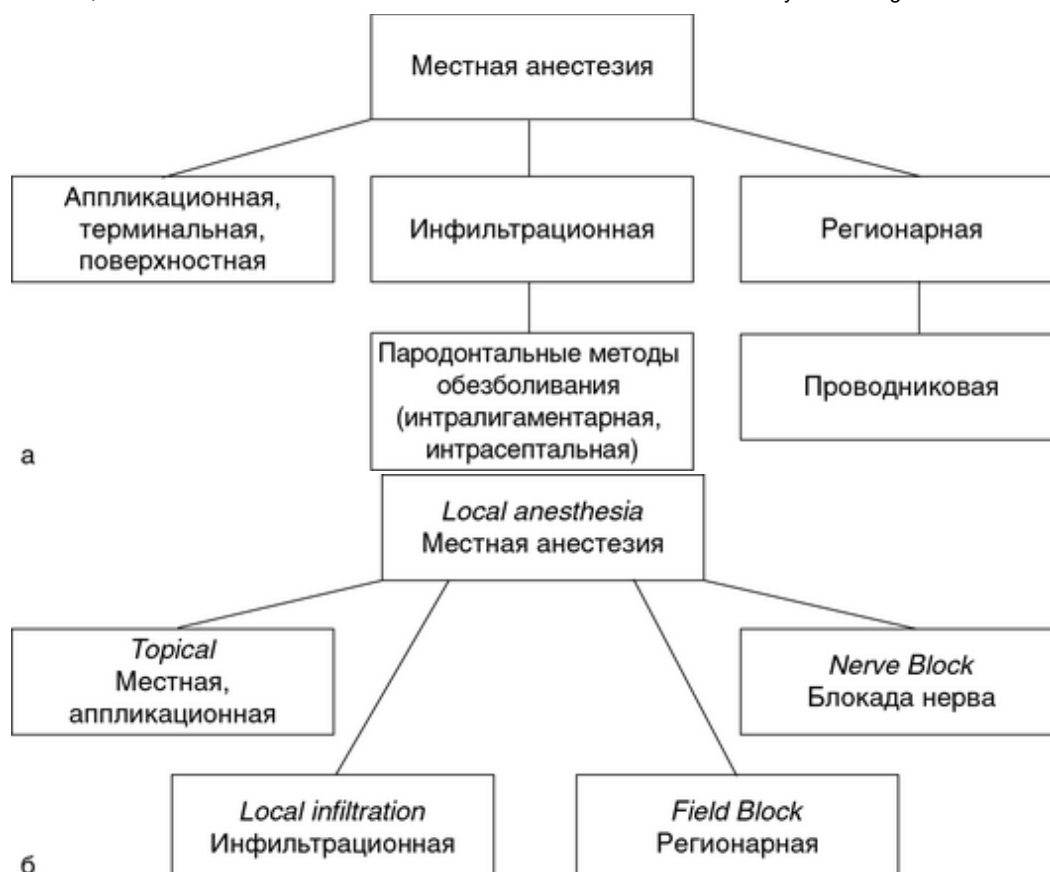 Местная анестезия
Аппликационная,
терминальная,
поверхностная
Инфильтрационная
Регионарная
Пародонтальные методы
обезболивания
(интралигаментарная,
интрасептальная)
Проводниковая
а
Local anesthesia
Местная анестезия
Topical
Местная,
аппликационная
Nerve Block
Блокада нерва
Local infiltration
Инфильтрационная
Field Block
Регионарная
б